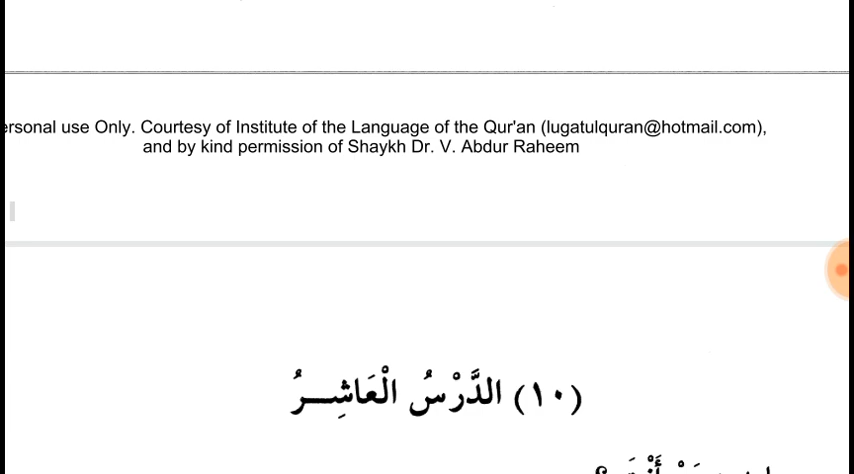 ersonal use Only. Courtesy of Institute of the Language of the Qur'an (lugatulquran@hotmail.com),
and by kind permission of Shaykh Dr. V. Abdur Raheem
(١٠) الدَّرْسُ الْعَاشِـرُ
مَنْ أَنْتَ؟